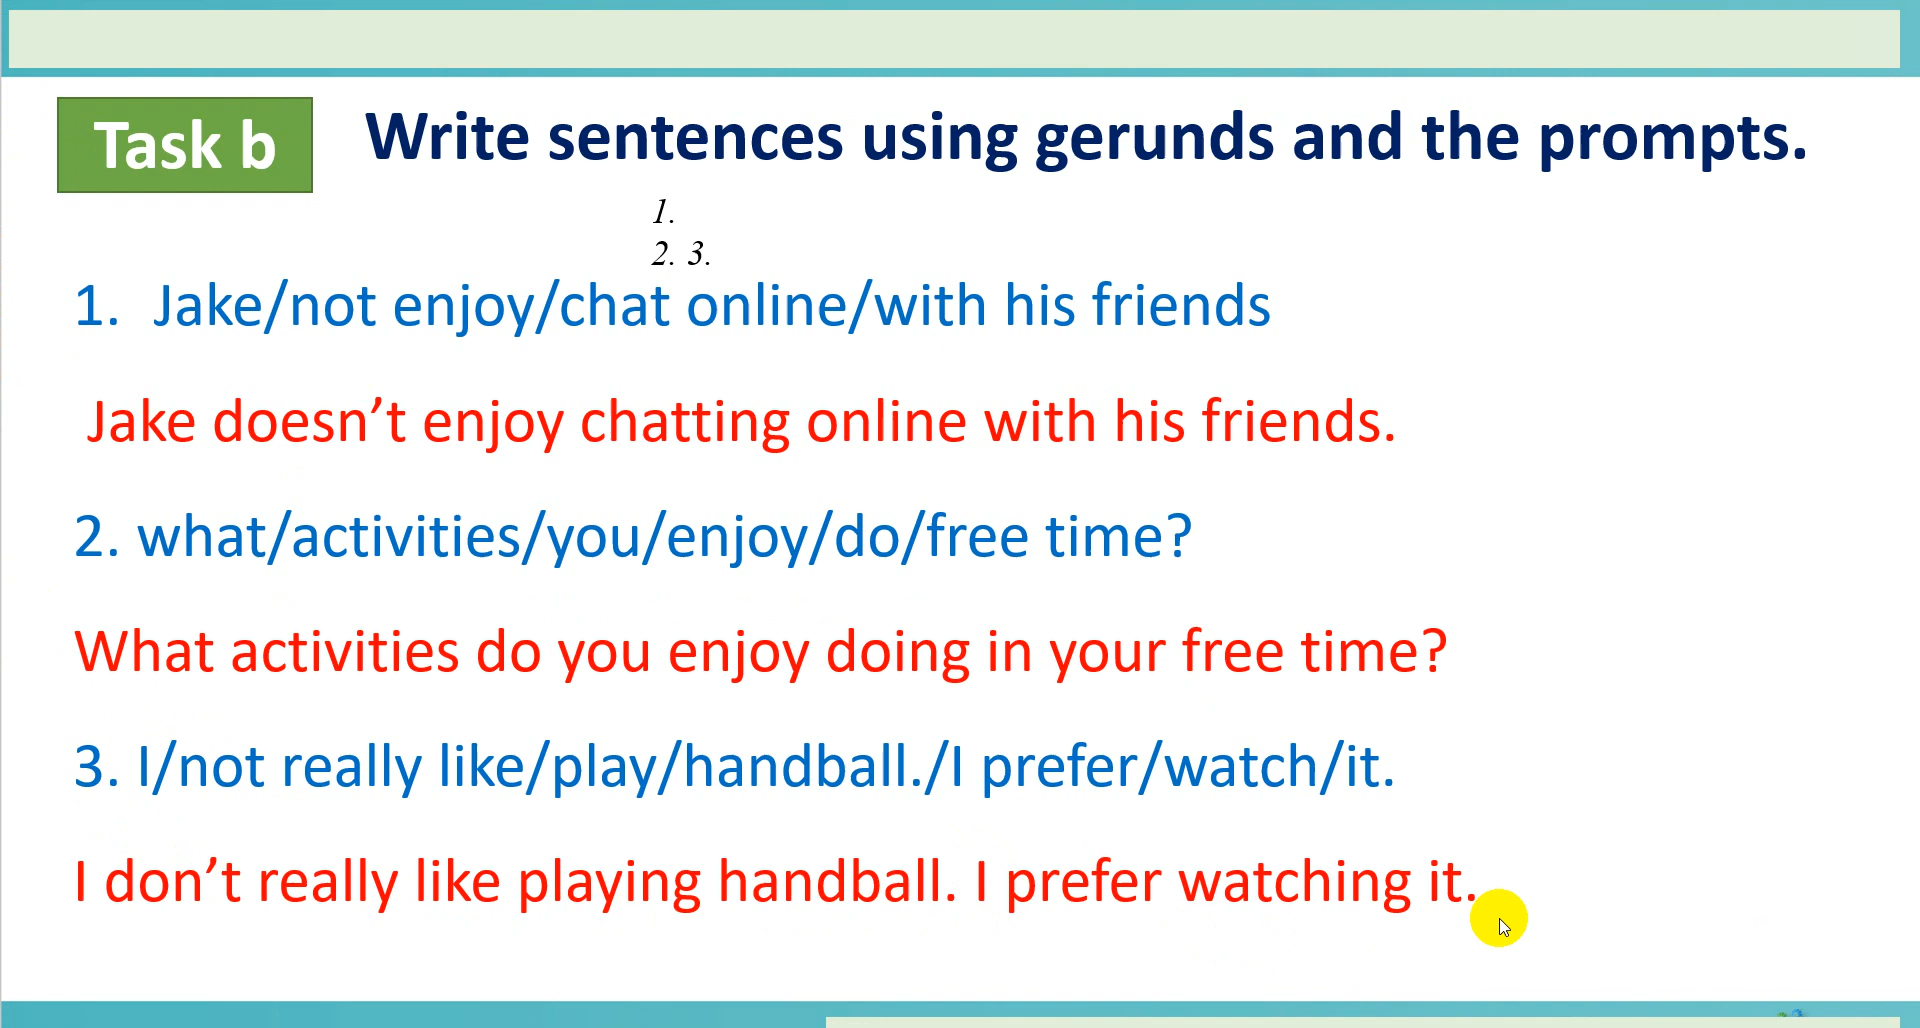 Task b
Write sentences using gerunds and the prompts.
1.
2. 3.
1. Jake/not enjoy/chat online/with his friends
Jake doesn’t enjoy chatting online with his friends.
2. what/activities/you/enjoy/do/free time?
What activities do you enjoy doing in your free time?
3. I/not really like/play/handball./I prefer/watch/it.
I don’t really like playing handball. I prefer watching it.